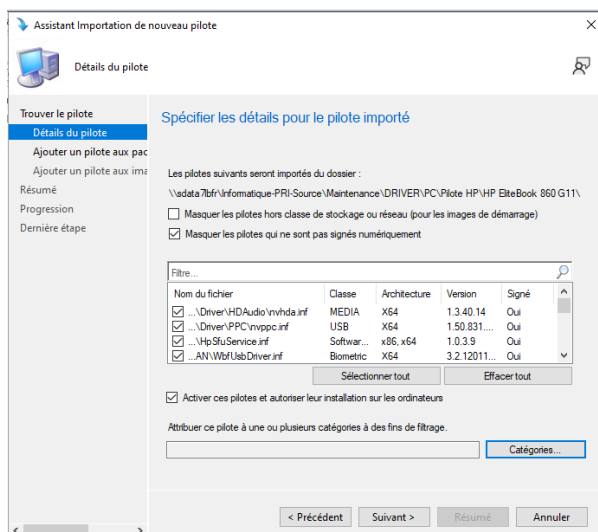 Assistant Importation de nouveau pilote
Détails du pilote
Trouver le pilote
Détails du pilote
Ajouter un pilote aux pac
Ajouter un pilote aux ima
Résumé
Progression
Dernière étape
Spécifier les détails pour le pilote importé
Les pilotes suivants seront importés du dossier :
\\sdata7lbfr\Informatique-PRI-Source\Maintenance\DRIVER\PC\Pilote HP\HP EliteBook 860 G11\
Masquer les pilotes hors classe de stockage ou réseau (pour les images de démarrage)
Masquer les pilotes qui ne sont pas signés numériquement
Filtre...
Nom du fichier Classe Architecture Version Signé
...\Driver\HDAudio\nvhda.inf MEDIA X64 1.3.40.14 Oui
...\Driver\PPC\nvppc.inf USB X64 1.50.831.... Oui
...\HpSfuService.inf Softwar... x86, x64 1.0.3.9 Oui
...AN\WbfUsbDriver.inf Biometric X64 3.2.12011... Oui
Sélectionner tout Effacer tout
Activer ces pilotes et autoriser leur installation sur les ordinateurs
Attribuer ce pilote à une ou plusieurs catégories à des fins de filtrage.
Catégories...
< Précédent Suivant > Résumé Annuler